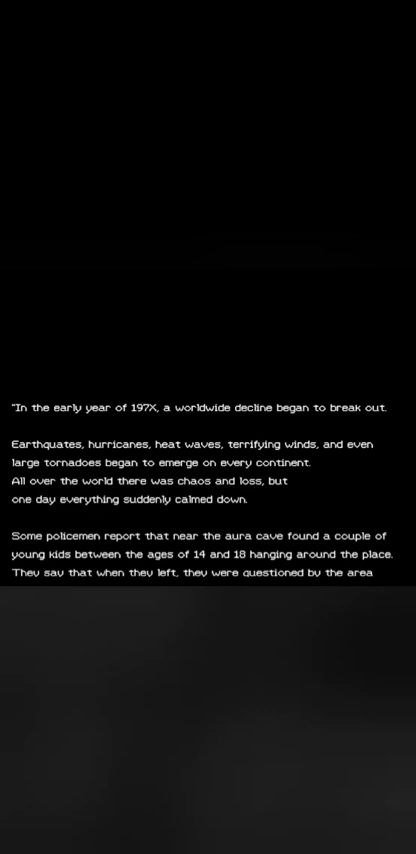 "In the early year of 197X, a worldwide decline began to break out.
Earthquates, hurricanes, heat waves, terrifying winds, and even
large tornadoes began to emerge on every continent.
All over the world there was chaos and loss, but
one day everything suddenly calmed down.
Some policemen report that near the aura cave found a couple of
young kids between the ages of 14 and 18 hanging around the place.
They say that when they left, they were questioned by the area